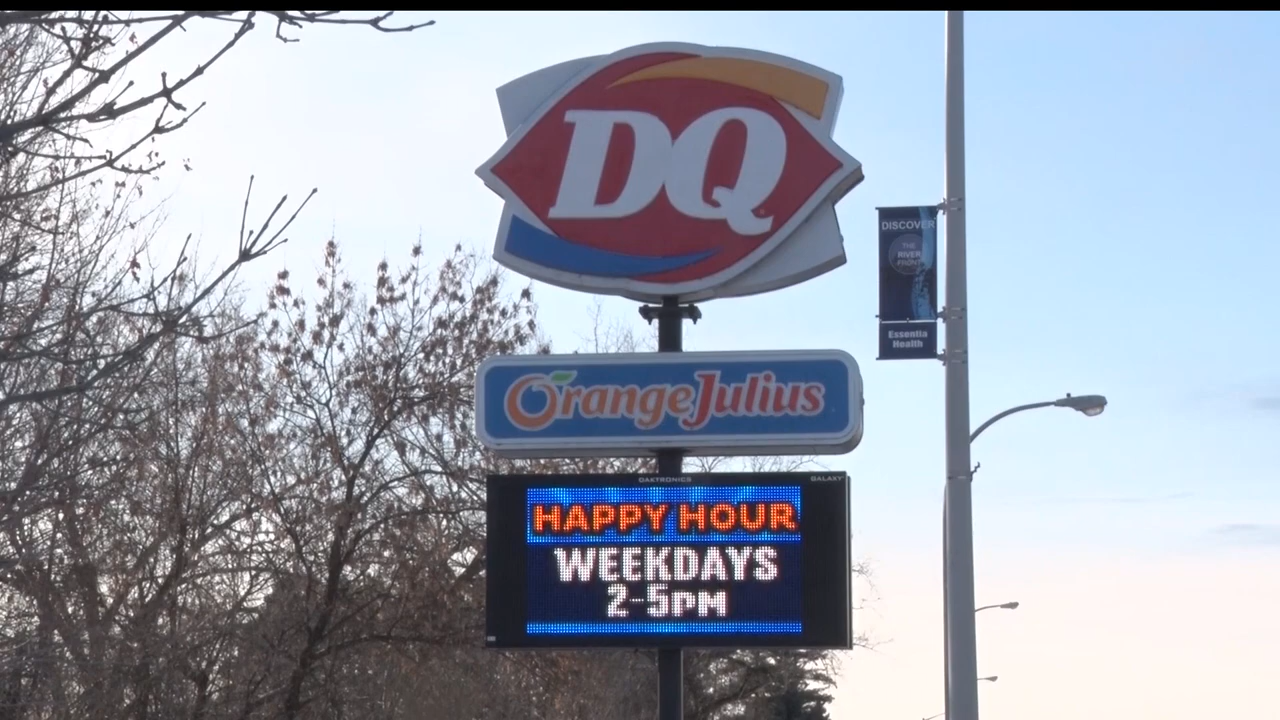 DQ
DISCOVER
THE
RIVER
FRONT
Essentia
Health
Orange Julius
DAKTRONICS GALAXY
HAPPY HOUR
WEEKDAYS
2-5PM